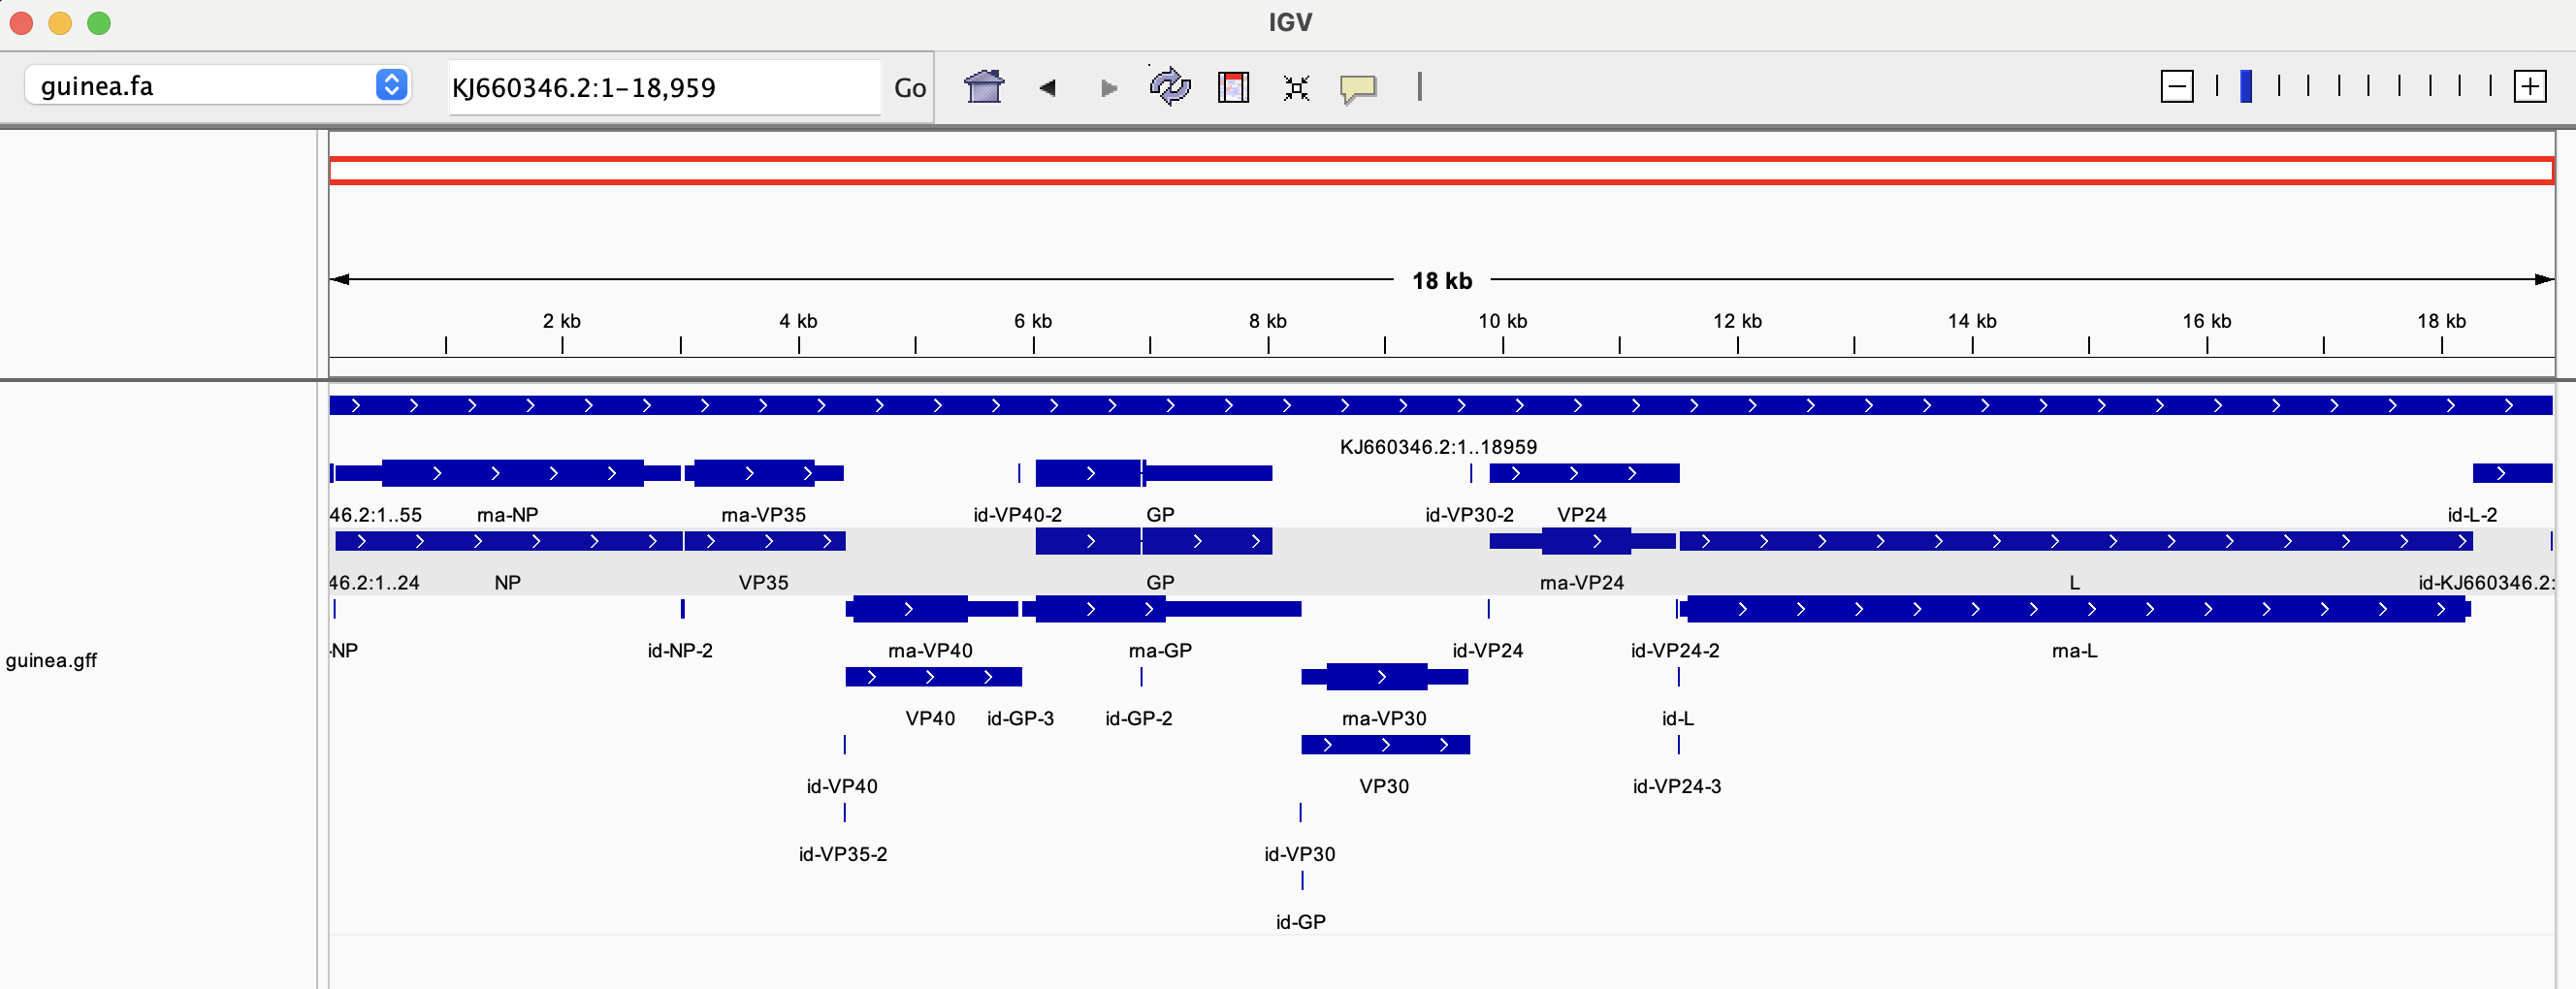 IGV
guinea.fa KJ660346.2:1-18,959 Go
18 kb
2 kb 4 kb 6 kb 8 kb 10 kb 12 kb 14 kb 16 kb 18 kb
KJ660346.2:1..18959
46.2:1..55 rna-NP rna-VP35 id-VP40-2 GP id-VP30-2 VP24 id-L-2
46.2:1..24 NP VP35 GP rna-VP24 L id-KJ660346.2:
-NP id-NP-2 rna-VP40 rna-GP id-VP24 id-VP24-2 rna-L
guinea.gff
VP40 id-GP-3 id-GP-2 rna-VP30 id-L
id-VP40 VP30 id-VP24-3
id-VP35-2 id-VP30
id-GP